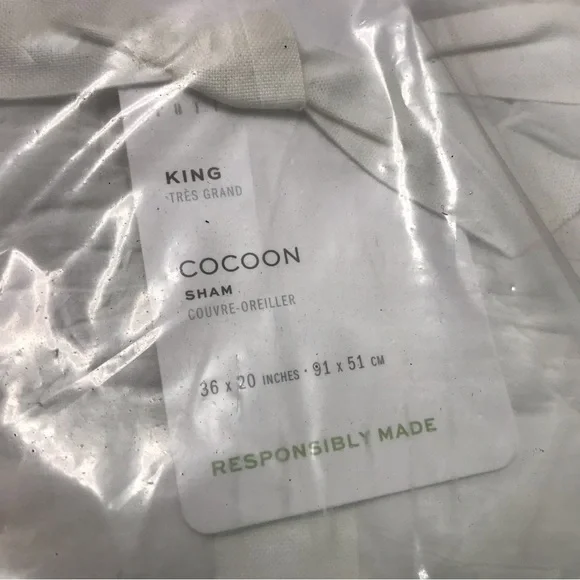 KING
TRÈS GRAND
COCOON
SHAM
COUVRE-OREILLER
36 x 20 INCHES · 91 x 51 CM
RESPONSIBLY MADE